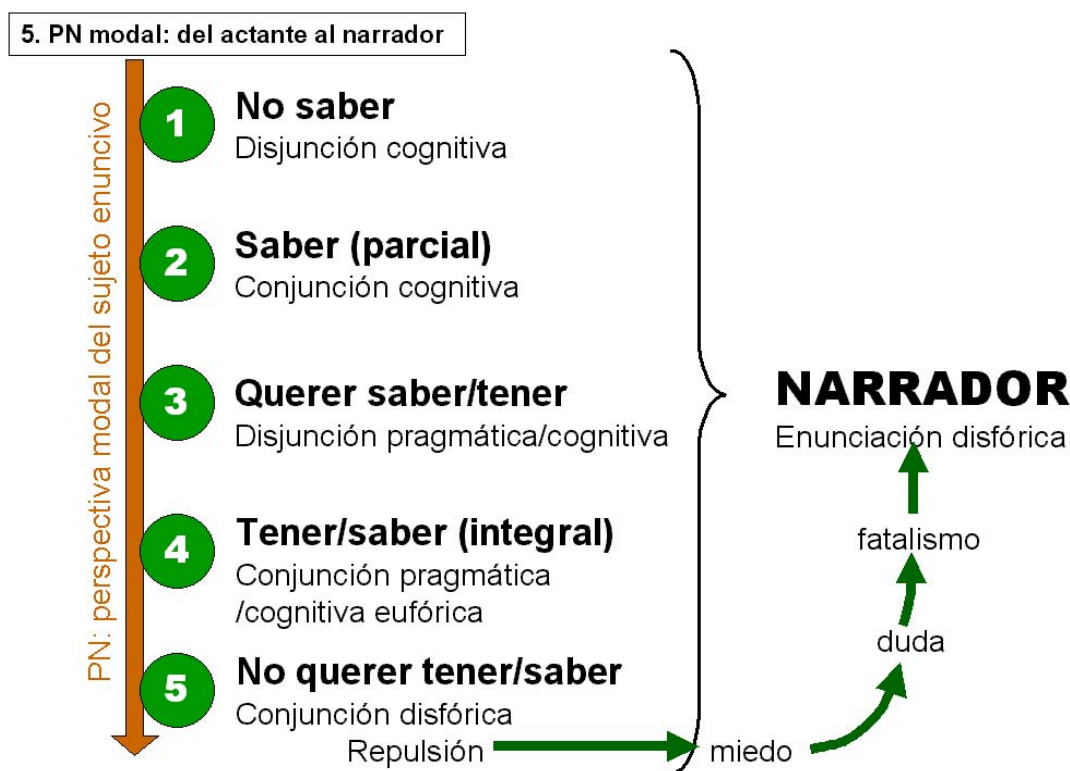 5. PN modal: del actante al narrador
PN: perspectiva modal del sujeto enuncivo
1
No saber
Disjunción cognitiva
2
Saber (parcial)
Conjunción cognitiva
3
Querer saber/tener
Disjunción pragmática/cognitiva
4
Tener/saber (integral)
Conjunción pragmática
/cognitiva eufórica
5
No querer tener/saber
Conjunción disfórica
Repulsión
miedo
duda
fatalismo
NARRADOR
Enunciación disfórica